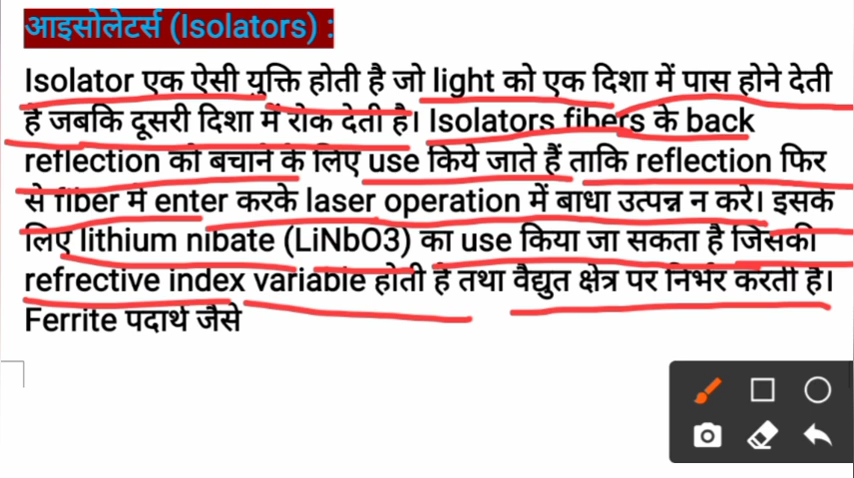 आइसोलेटर्स (Isolators) :
Isolator एक ऐसी युक्ति होती है जो light को एक दिशा में पास होने देती
है जबकि दूसरी दिशा में रोक देती है। Isolators fibers के back
reflection को बचाने के लिए use किये जाते हैं ताकि reflection फिर
से fiber में enter करके laser operation में बाधा उत्पन्न न करे। इसके
लिए lithium nibate (LiNbO3) का use किया जा सकता है जिसकी
refrective index variable होती है तथा वैद्युत क्षेत्र पर निर्भर करती है।
Ferrite पदार्थ जैसे